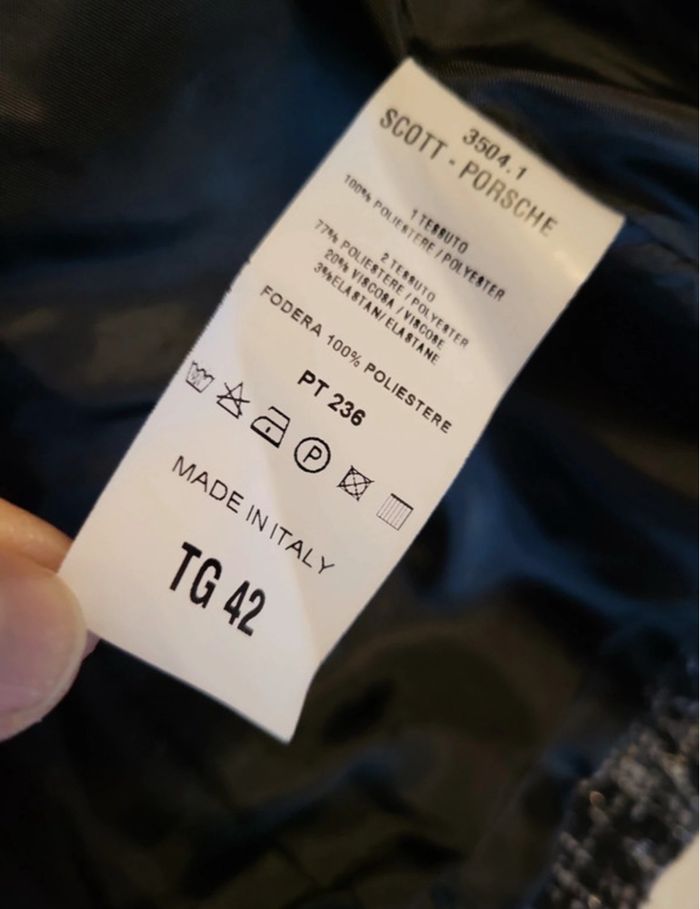 3504.1
SCOTT - PORSCHE
1 TESSUTO
100% POLIESTERE / POLYESTER
2 TESSUTO
77% POLIESTERE / POLYESTER
20% VISCOSA / VISCOSE
3%ELASTAN/ ELASTANE
FODERA 100% POLIESTERE
PT 236
P
MADE IN ITALY
TG 42